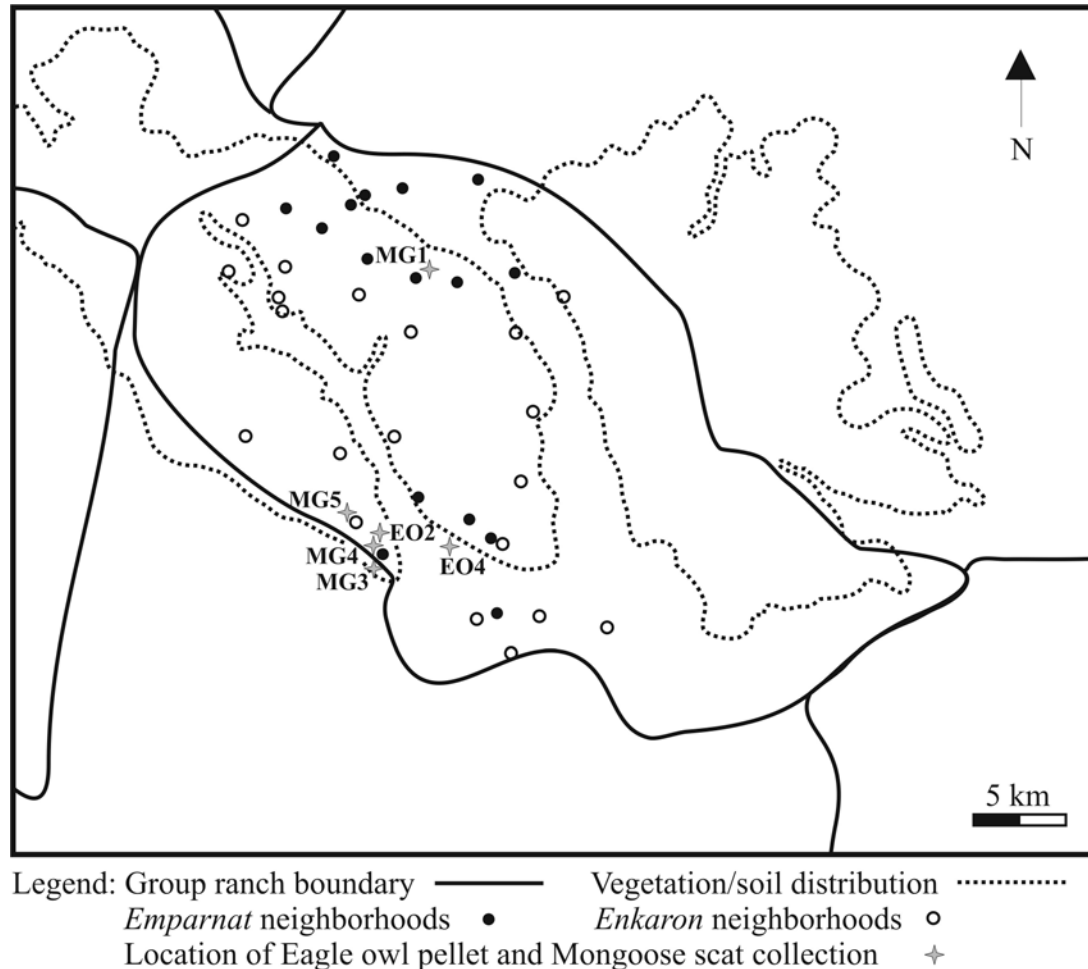 N
MG1
MG5
EO2
MG4
EO4
MG3
5 km
Legend: Group ranch boundary Vegetation/soil distribution
Emparnat neighborhoods Enkaron neighborhoods
Location of Eagle owl pellet and Mongoose scat collection